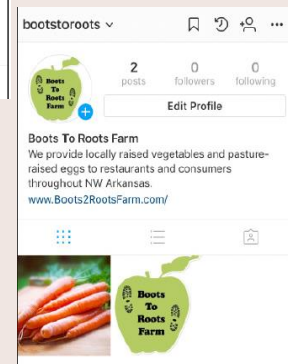 bootstoroots
Boots
To
Roots
Farm
2
posts
0
followers
0
following
Edit Profile
Boots To Roots Farm
We provide locally raised vegetables and pasture-
raised eggs to restaurants and consumers
throughout NW Arkansas.
www.Boots2RootsFarm.com/
Boots
To
Roots
Farm